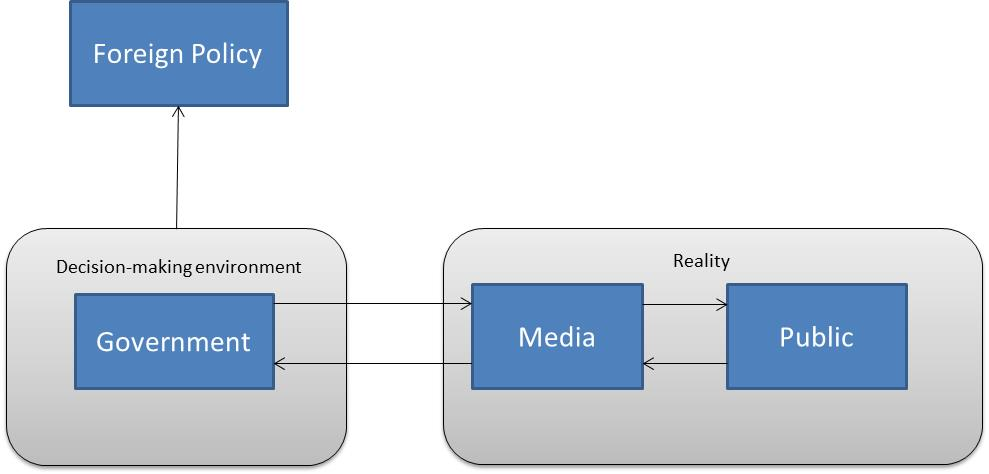 Foreign Policy
Decision-making environment
Government
Reality
Media
Public